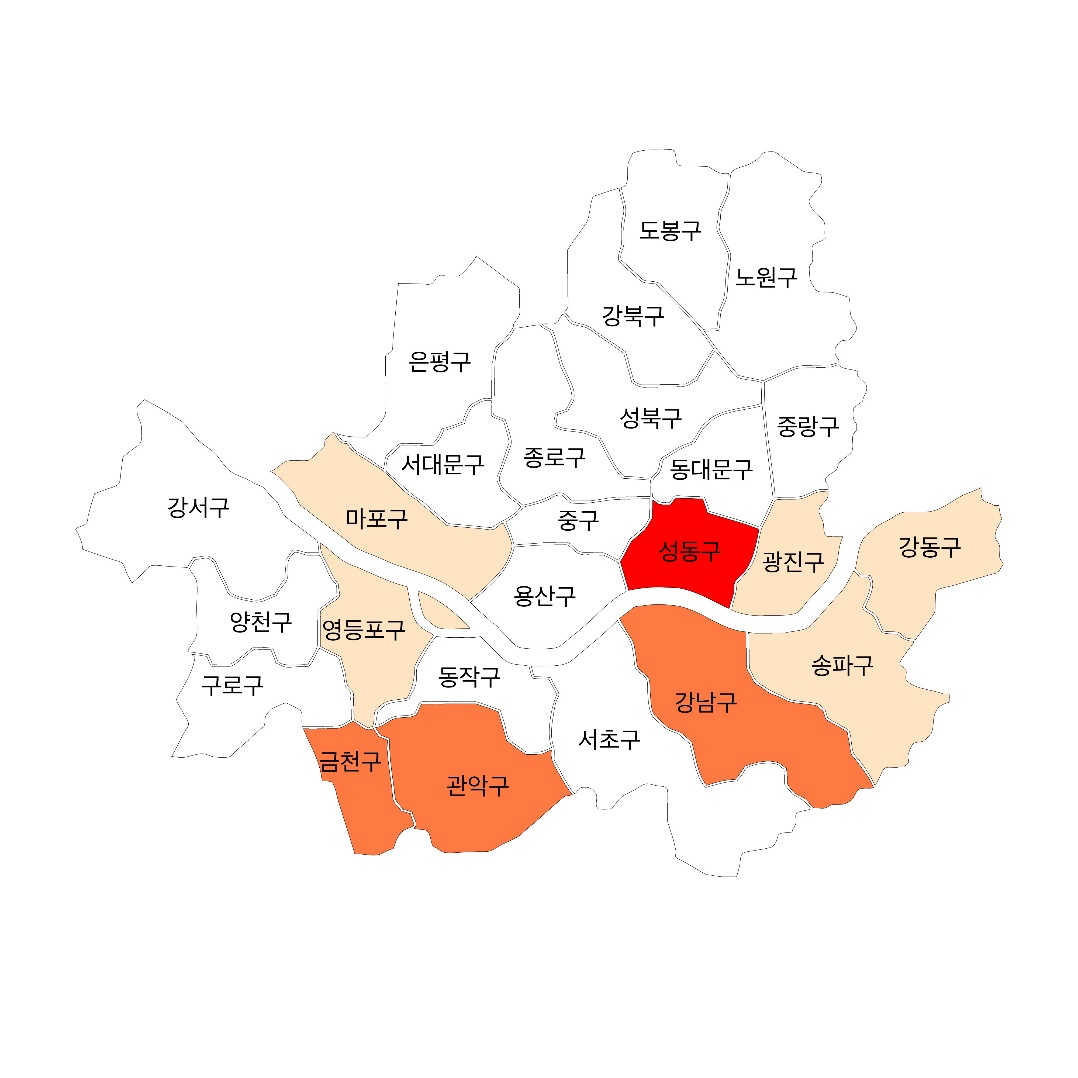 도봉구
노원구
강북구
은평구
성북구
중랑구
서대문구
종로구
동대문구
강서구
마포구
중구
성동구
광진구
강동구
양천구
영등포구
용산구
구로구
동작구
송파구
강남구
서초구
금천구
관악구